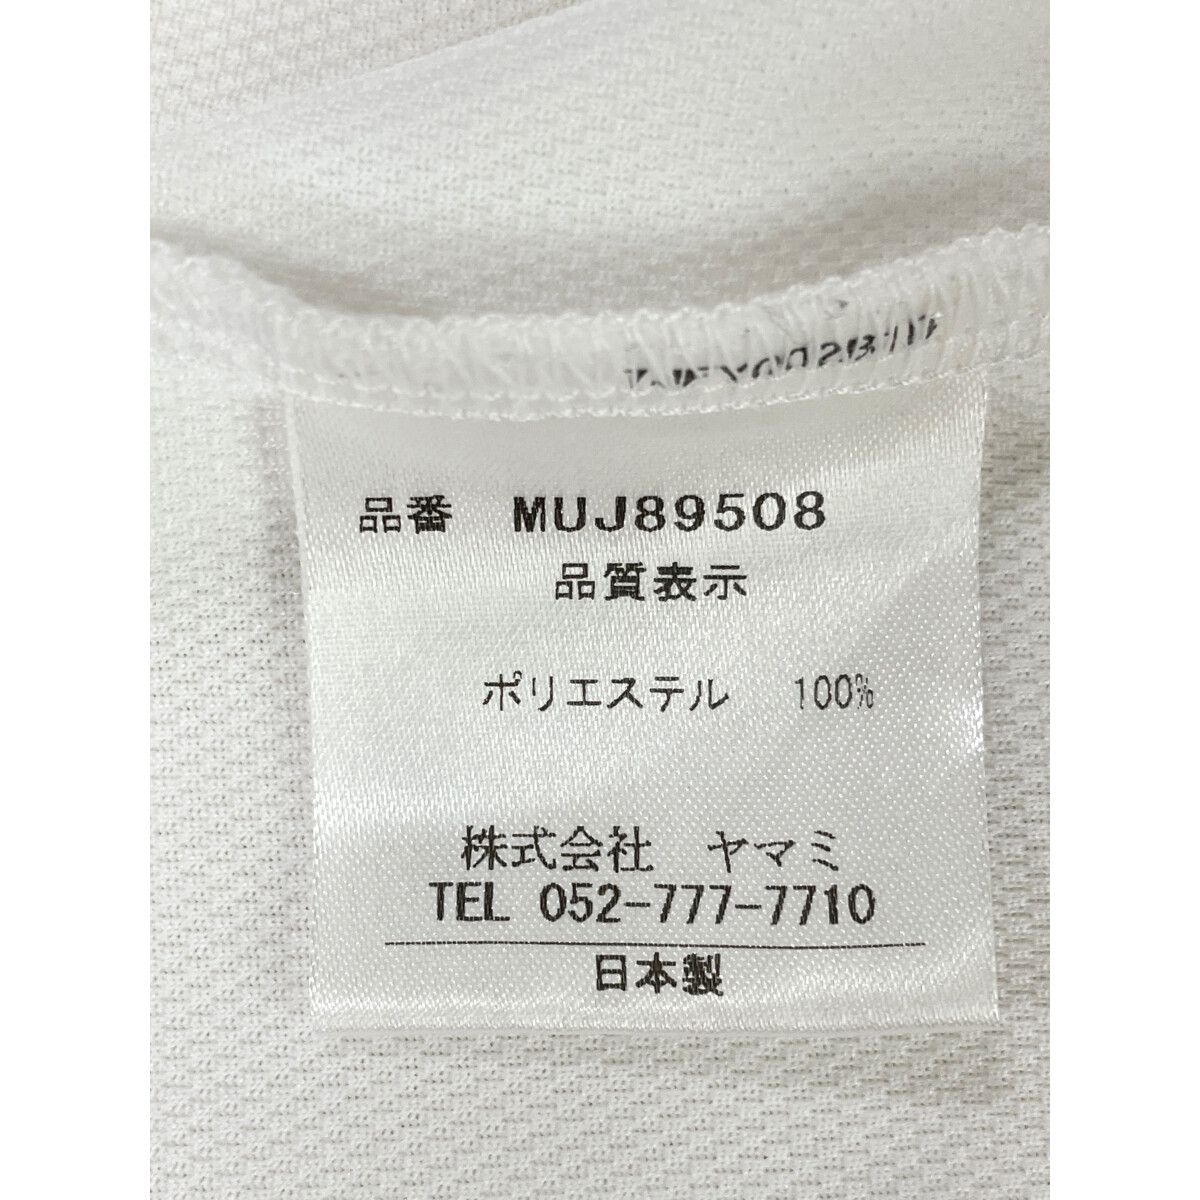 品番 MUJ89508
品質表示
ポリエステル 100%
株式会社 ヤマミ
TEL 052-777-7710
日本製